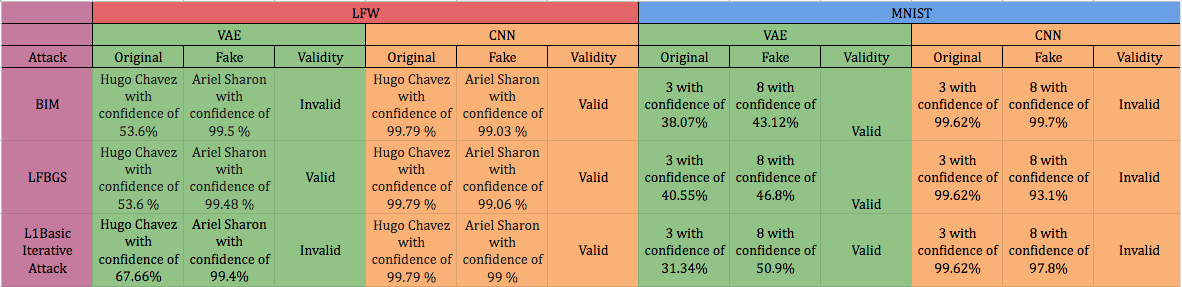 LFW MNIST
VAE CNN VAE CNN
Attack Original Fake Validity Original Fake Validity Original Fake Validity Original Fake Validity
BIM
Hugo Chavez
with
confidence of
53.6%
Ariel Sharon
with
confidence of
99.5 %
Invalid
Hugo Chavez
with
confidence of
99.79 %
Ariel Sharon
with
confidence of
99.03 %
Valid
3 with
confidence of
38.07%
8 with
confidence of
43.12%
Valid
3 with
confidence of
99.62%
8 with
confidence of
99.7%
Invalid
LFBGS
Hugo Chavez
with
confidence of
53.6 %
Ariel Sharon
with
confidence of
99.48 %
Valid
Hugo Chavez
with
confidence of
99.79 %
Ariel Sharon
with
confidence of
99.06 %
Valid
3 with
confidence of
40.55%
8 with
confidence of
46.8%
Valid
3 with
confidence of
99.62%
8 with
confidence of
93.1%
Invalid
L1Basic
Iterative
Attack
Hugo Chavez
with
confidence of
67.66%
Ariel Sharon
with
confidence of
99.4%
Invalid
Hugo Chavez
with
confidence of
99.79 %
Ariel Sharon
with
confidence of
99 %
Valid
3 with
confidence of
31.34%
8 with
confidence of
50.9%
Valid
3 with
confidence of
99.62%
8 with
confidence of
97.8%
Invalid